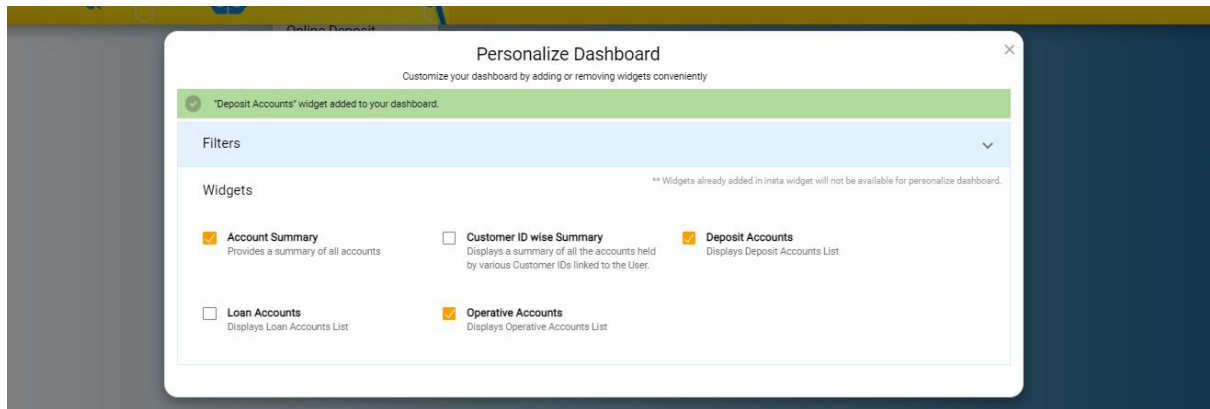 Online Deposit
Personalize Dashboard
Customize your dashboard by adding or removing widgets conveniently
"Deposit Accounts" widget added to your dashboard.
Filters
Widgets
** Widgets already added in insta widget will not be available for personalize dashboard.
Account Summary
Provides a summary of all accounts
Customer ID wise Summary
Displays a summary of all the accounts held
by various Customer IDs linked to the User.
Deposit Accounts
Displays Deposit Accounts List
Loan Accounts
Displays Loan Accounts List
Operative Accounts
Displays Operative Accounts List